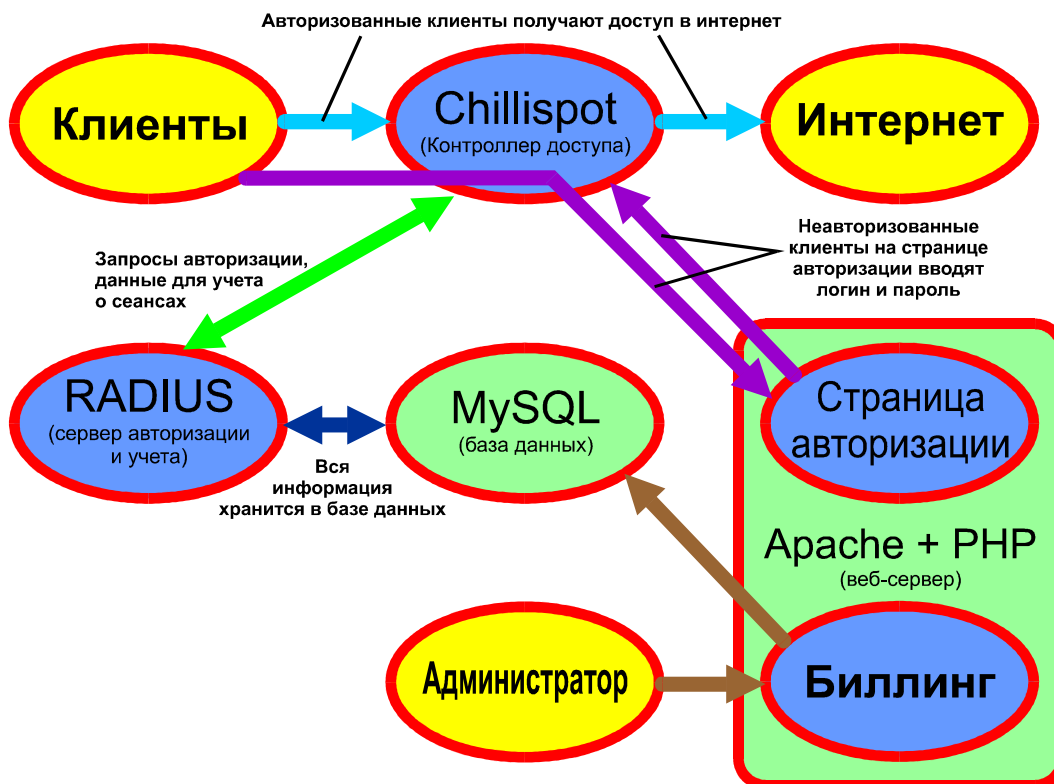 Авторизованные клиенты получают доступ в интернет
Клиенты
Chillispot
(Контроллер доступа)
Интернет
Неавторизованные
клиенты на странице
авторизации вводят
логин и пароль
Запросы авторизации,
данные для учета
о сеансах
RADIUS
(сервер авторизации
и учета)
MySQL
(база данных)
Страница
авторизации
Вся
информация
хранится в базе данных
Apache + PHP
(веб-сервер)
Администратор
Биллинг